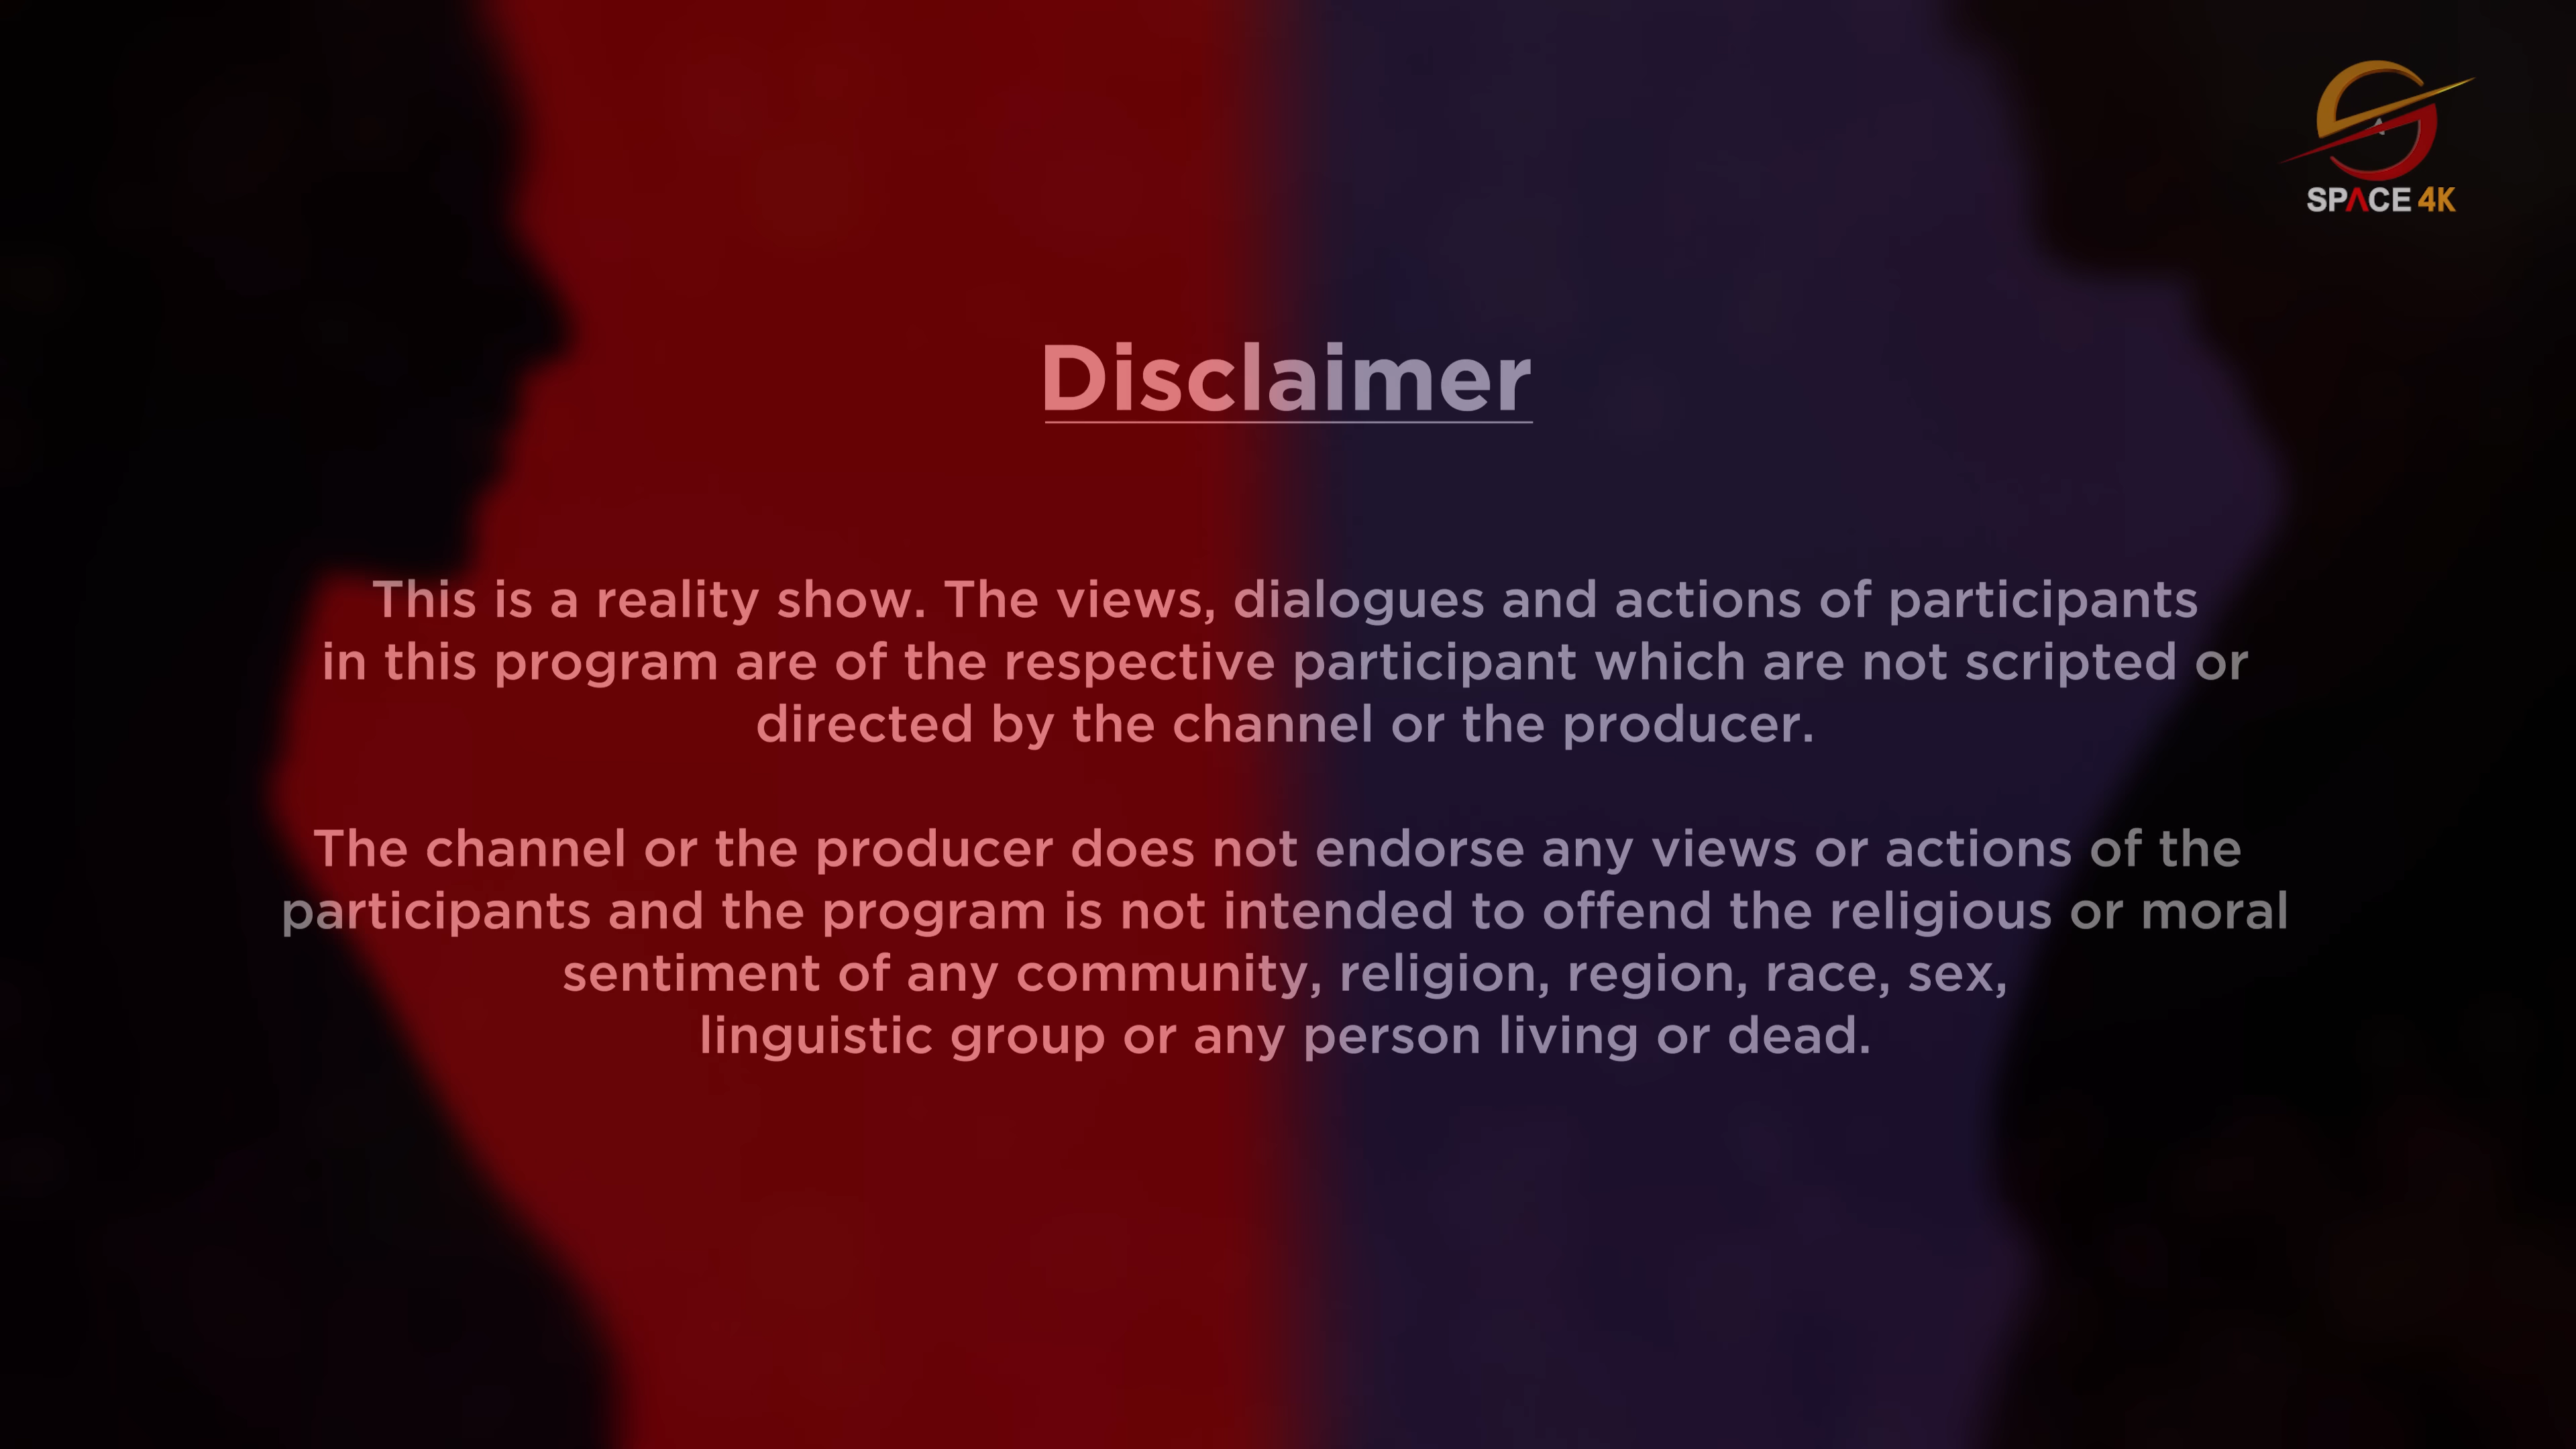 SPACE 4K
Disclaimer
This is a reality show. The views, dialogues and actions of participants
in this program are of the respective participant which are not scripted or
directed by the channel or the producer.
The channel or the producer does not endorse any views or actions of the
participants and the program is not intended to offend the religious or moral
sentiment of any community, religion, region, race, sex,
linguistic group or any person living or dead.